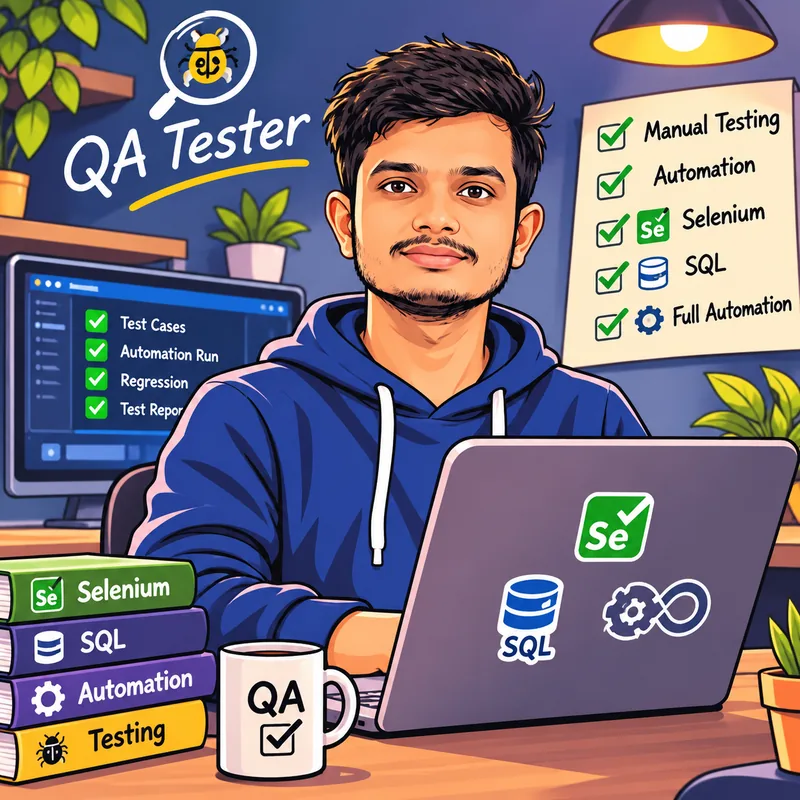 QA Tester
Manual Testing
Automation
Se Selenium
SQL
Full Automation
Test Cases
Automation Run
Regression
Test Repor
Se
SQL
Se Selenium
SQL
Automation
Testing
QA